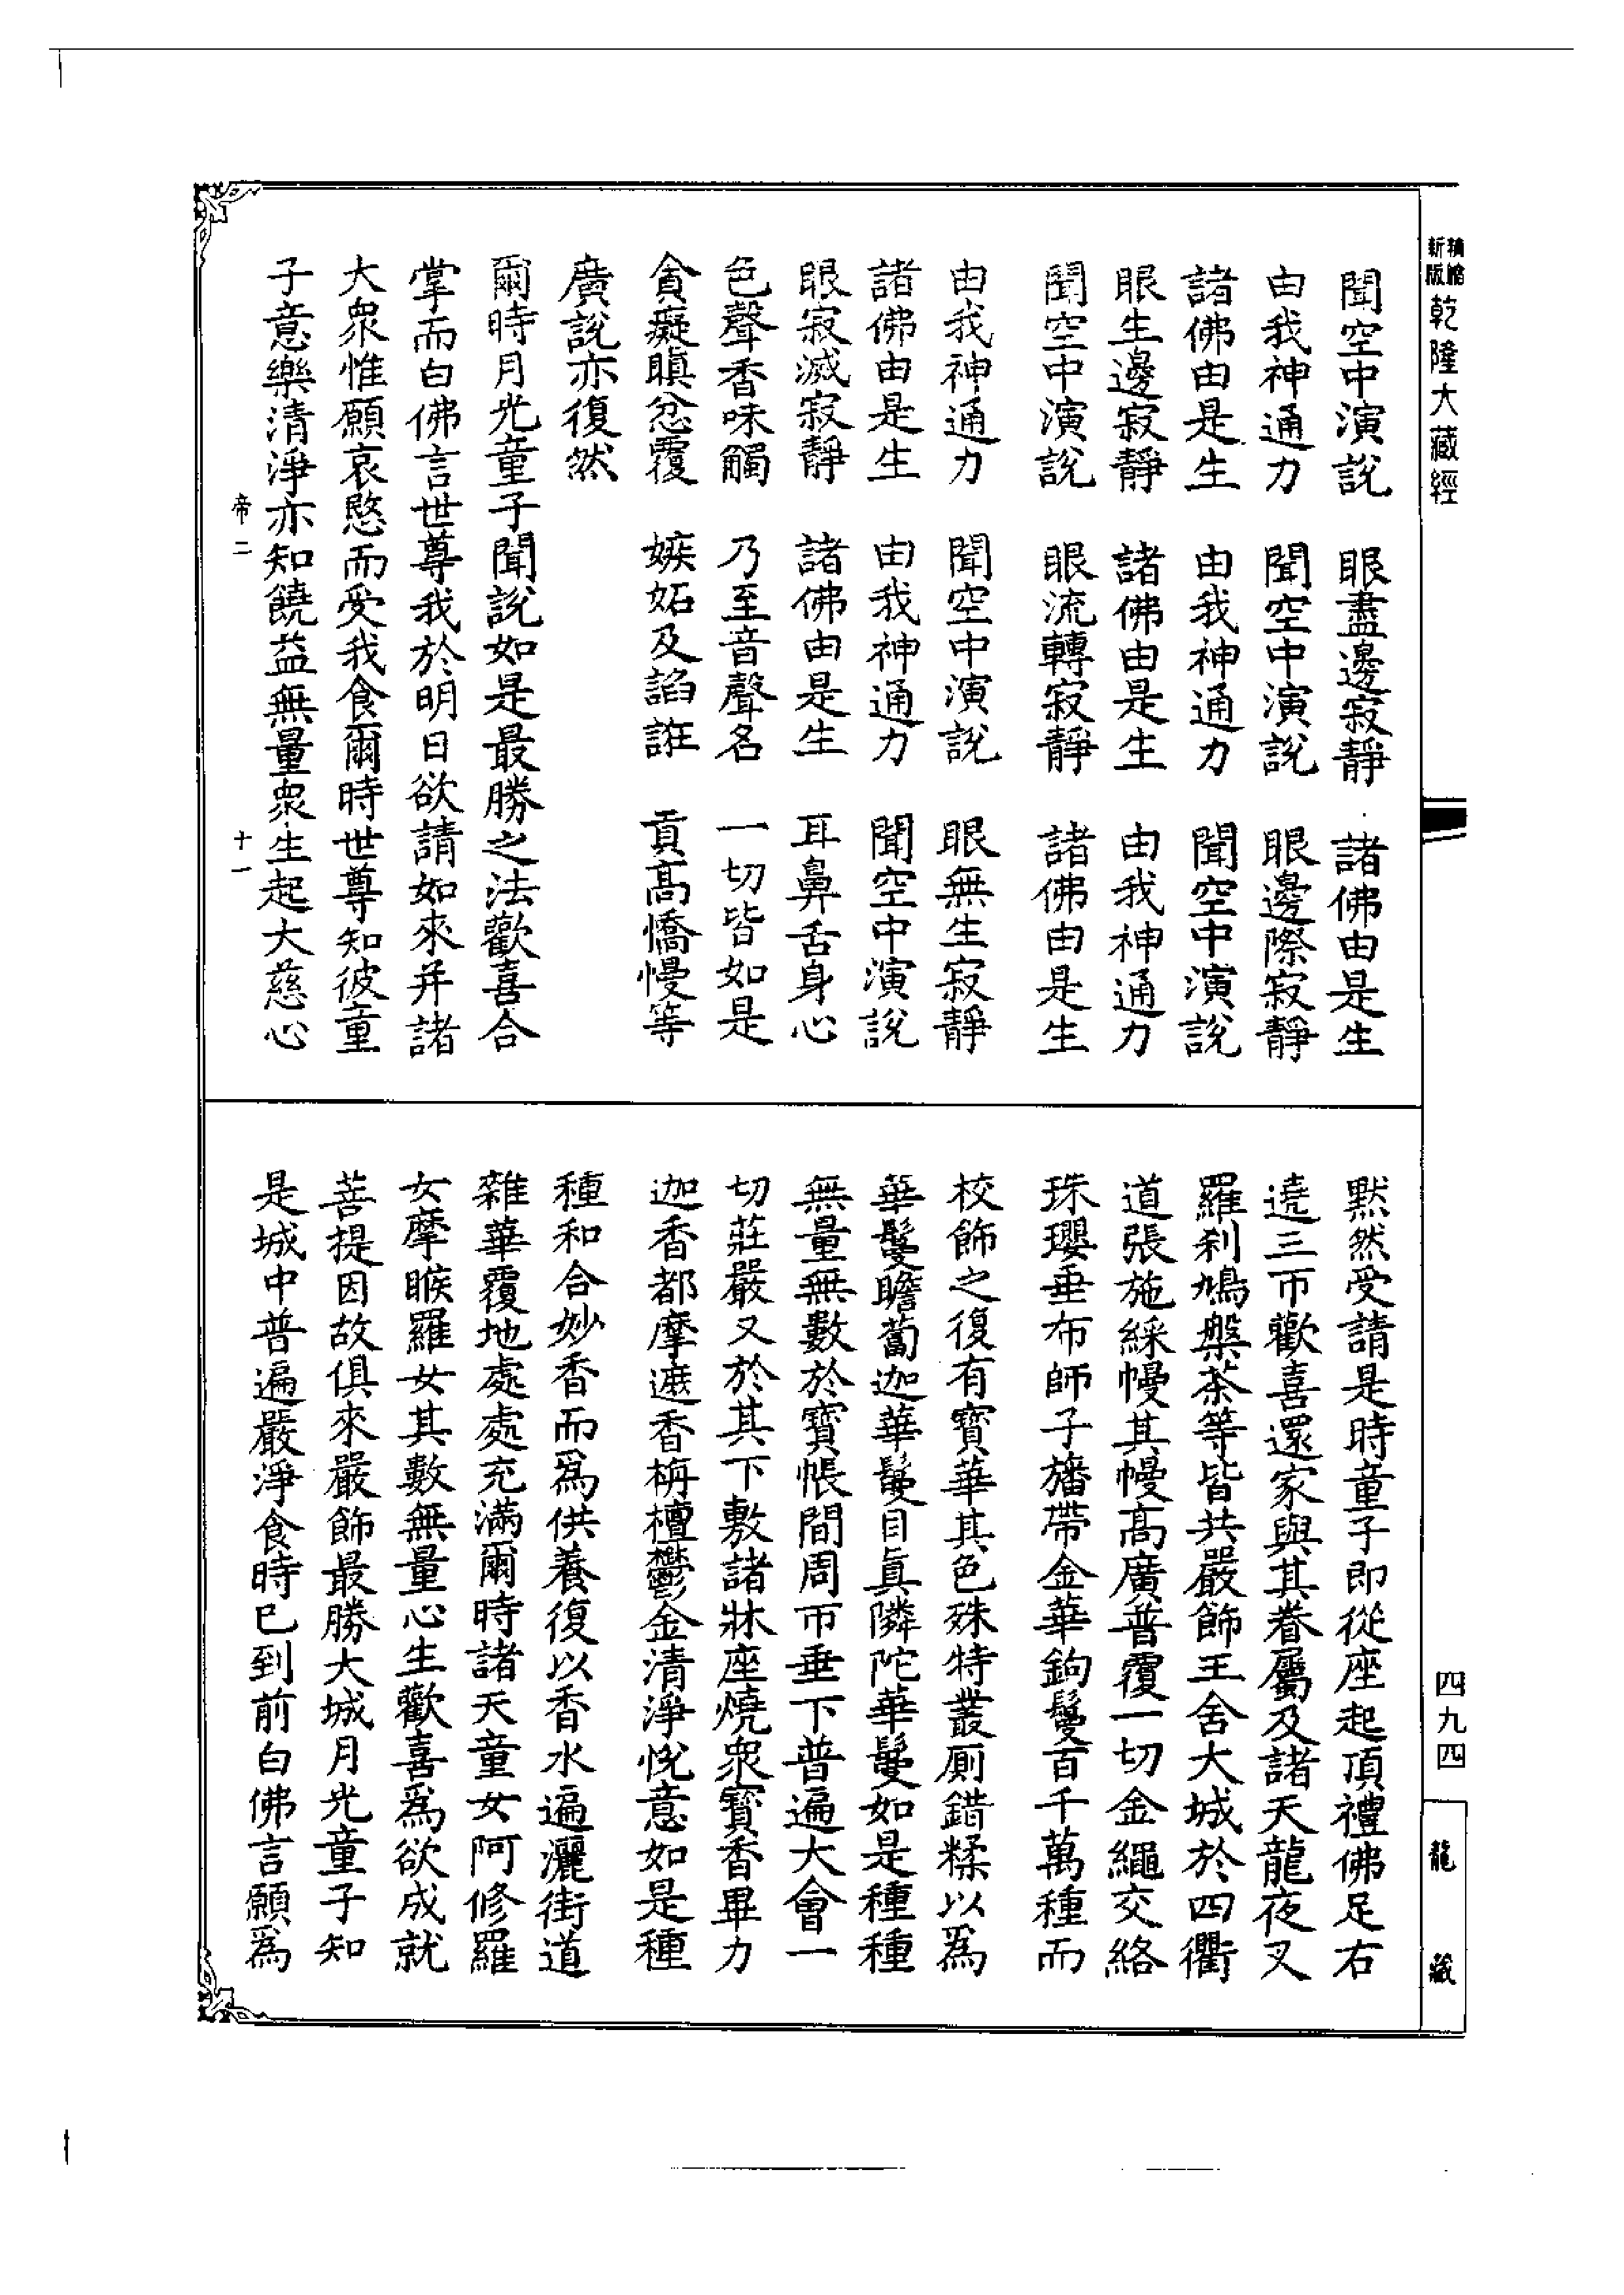 精縮
新版
乾隆大藏經
聞空中演說　眼盡邊寂靜　諸佛由是生
由我神通力　聞空中演說　眼邊際寂靜
諸佛由是生　由我神通力　聞空中演說
眼生邊寂靜　諸佛由是生　由我神通力
聞空中演說　眼流轉寂靜　諸佛由是生
由我神通力　聞空中演說　眼無生寂靜
諸佛由是生　由我神通力　聞空中演說
眼寂滅寂靜　諸佛由是生　耳鼻舌身心
色聲香味觸　乃至音聲名　一切皆如是
貪癡瞋忿覆　嫉妬及諂誑　貢高憍慢等
廣說亦復然
爾時月光童子聞說如是最勝之法歡喜合
掌而白佛言世尊我於明日欲請如來并諸
大衆惟願哀愍而受我食爾時世尊知彼童
子意樂清淨亦知饒益無量衆生起大慈心
帝二　十一
默然受請是時童子即從座起頂禮佛足右
遶三帀歡喜還家與其眷屬及諸天龍夜叉
羅刹鳩槃茶等皆共嚴飾王舍大城於四衢
道張施綵幔其幔高廣普覆一切金繩交絡
珠瓔垂布師子旛帶金華鉤鬘百千萬種而
校飾之復有寶華其色殊特叢廁錯糅以爲
華鬘瞻蔔迦華鬘目真隣陀華鬘如是種種
無量無數於寶帳間周帀垂下普遍大會一
切莊嚴又於其下敷諸牀座燒衆寶香畢力
迦香都摩遮香栴檀鬱金清淨悅意如是種
種和合妙香而爲供養復以香水遍灑街道
雜華覆地處處充滿爾時諸天童女阿修羅
女摩睺羅女其數無量心生歡喜爲欲成就
菩提因故俱來嚴飾最勝大城月光童子知
是城中普遍嚴淨食時已到前白佛言願爲
四九四
龍藏